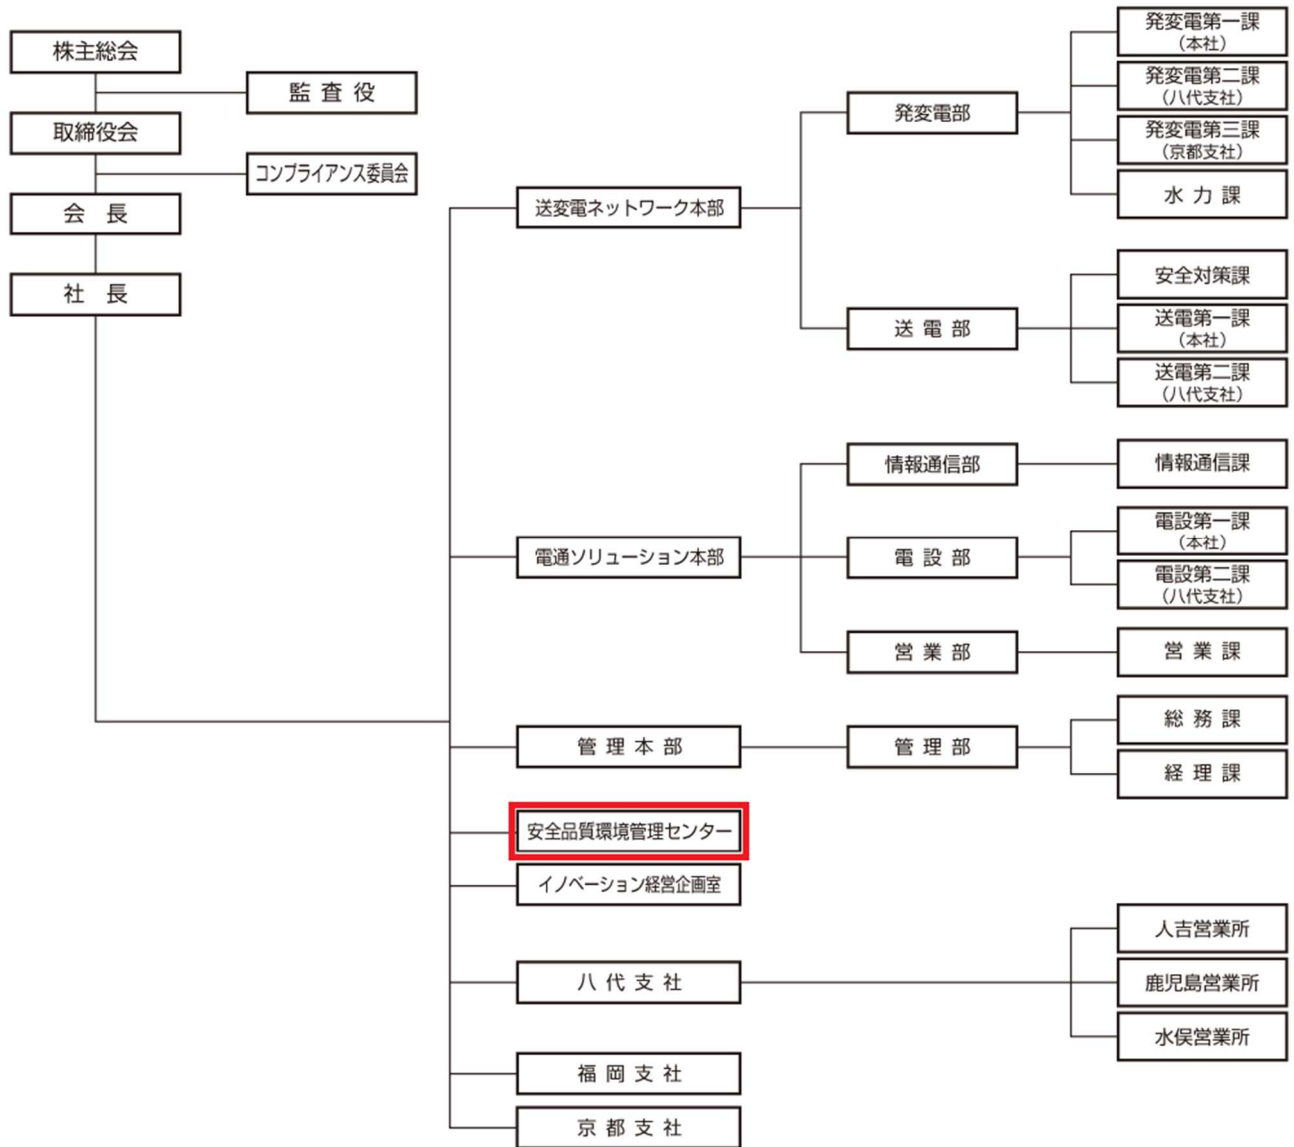 株主総会
監査役
取締役会
コンプライアンス委員会
会長
社長
送変電ネットワーク本部
発変電部
発変電第一課
（本社）
発変電第二課
（八代支社）
発変電第三課
（京都支社）
水力課
送電部
安全対策課
送電第一課
（本社）
送電第二課
（八代支社）
電通ソリューション本部
情報通信部
情報通信課
電設部
電設第一課
（本社）
電設第二課
（八代支社）
営業部
営業課
管理本部
管理部
総務課
経理課
安全品質環境管理センター
イノベーション経営企画室
八代支社
人吉営業所
鹿児島営業所
水俣営業所
福岡支社
京都支社